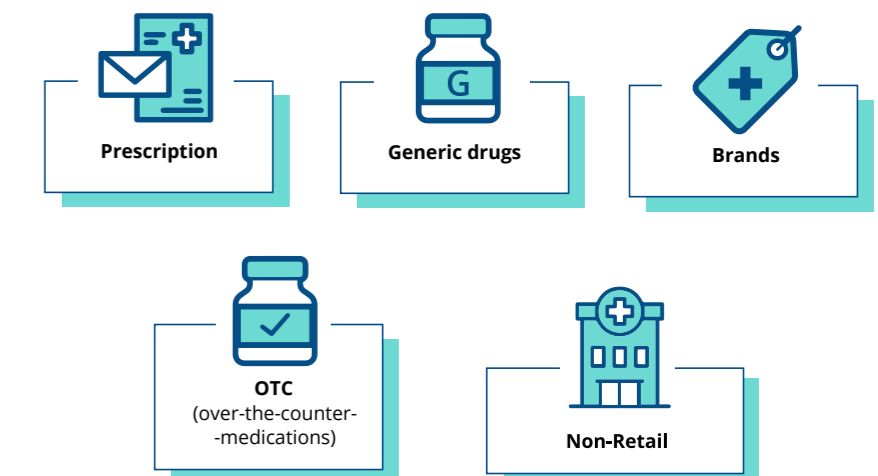 G
Prescription
Generic drugs
Brands
OTC
(over-the-counter-
-medications)
Non-Retail